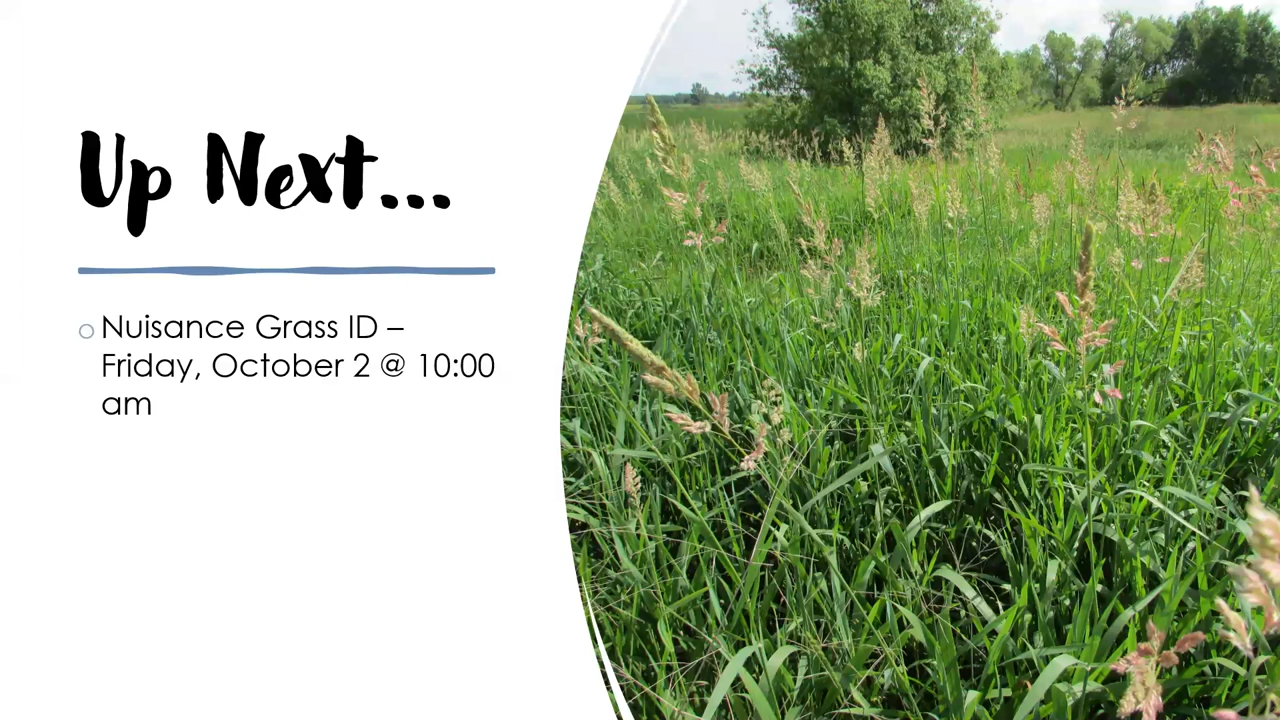 Up Next...
Nuisance Grass ID –
Friday, October 2 @ 10:00
am